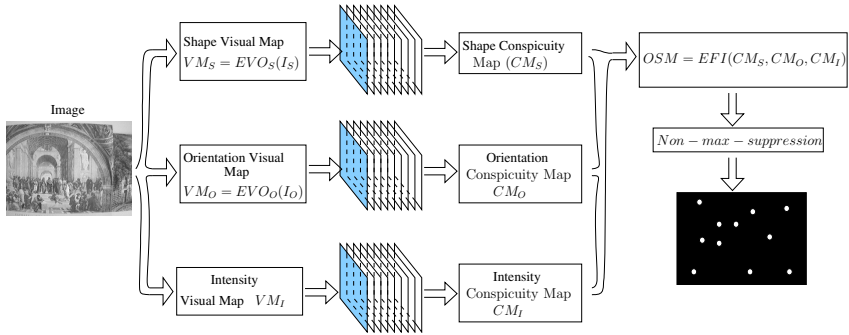 Image
Shape Visual Map
VM_S = EVO_S(I_S)
Shape Conspicuity
Map (CM_S)
Orientation Visual
Map
VM_O = EVO_O(I_O)
Orientation
Conspicuity Map
CM_O
Intensity
Visual Map VM_I
Intensity
Conspicuity Map
CM_I
OSM = EFI(CM_S, CM_O, CM_I)
Non − max − suppression